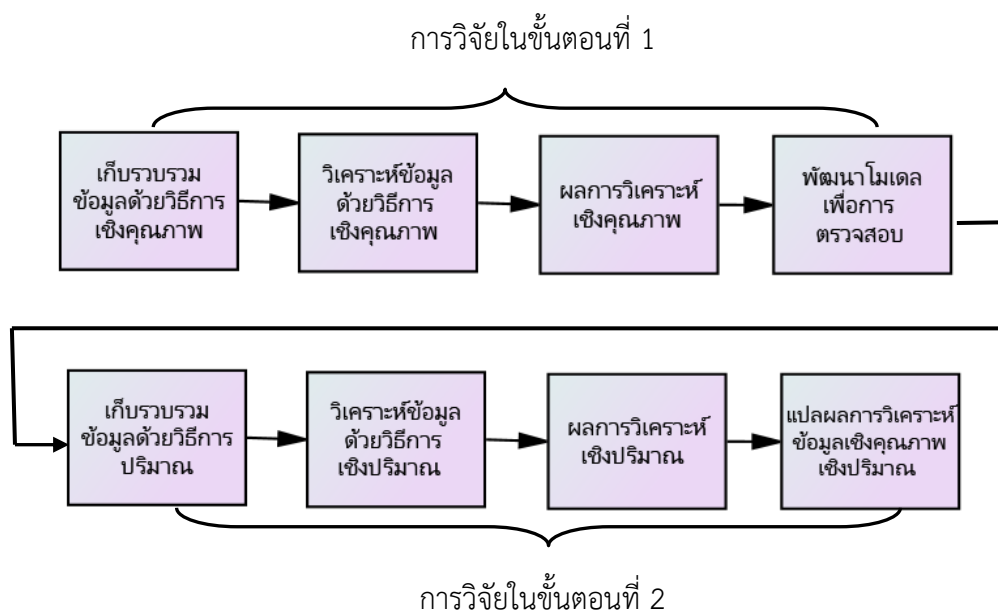 การวิจัยในขั้นตอนที่ 1
เก็บรวบรวม
ข้อมูลด้วยวิธีการ
เชิงคุณภาพ
วิเคราะห์ข้อมูล
ด้วยวิธีการ
เชิงคุณภาพ
ผลการวิเคราะห์
เชิงคุณภาพ
พัฒนาโมเดล
เพื่อการ
ตรวจสอบ
เก็บรวบรวม
ข้อมูลด้วยวิธีการ
ปริมาณ
วิเคราะห์ข้อมูล
ด้วยวิธีการ
เชิงปริมาณ
ผลการวิเคราะห์
เชิงปริมาณ
แปลผลการวิเคราะห์
ข้อมูลเชิงคุณภาพ
เชิงปริมาณ
การวิจัยในขั้นตอนที่ 2